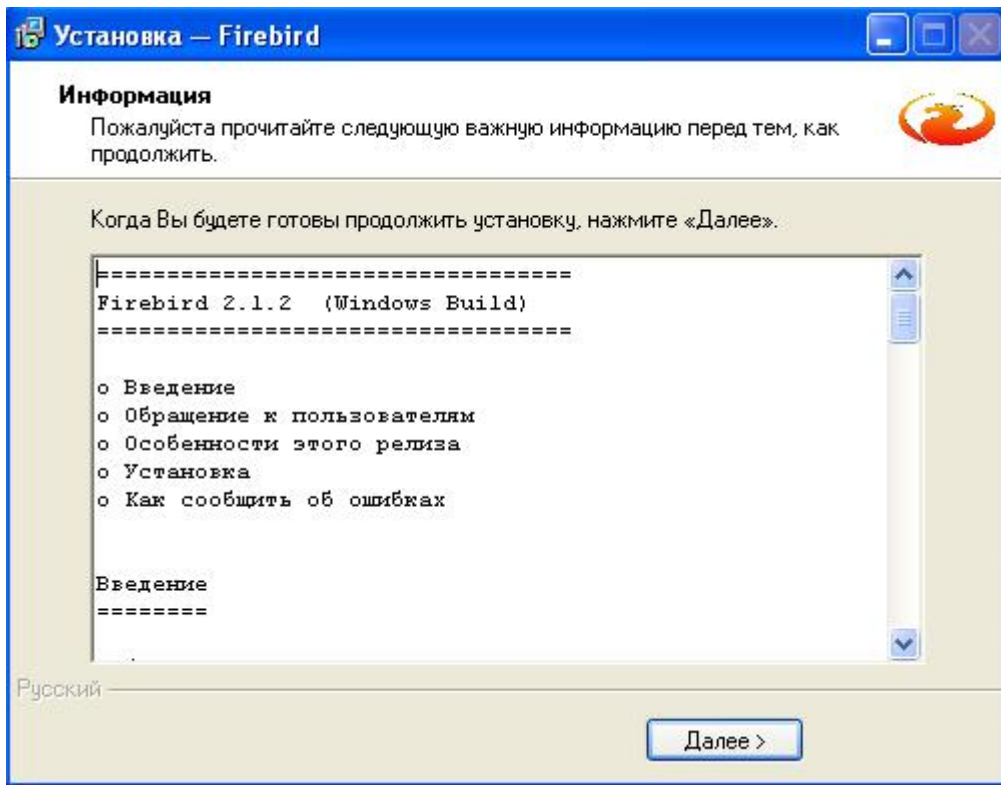 Установка — Firebird
Информация
Пожалуйста прочитайте следующую важную информацию перед тем, как
продолжить.
Когда Вы будете готовы продолжить установку, нажмите «Далее».
==================================
Firebird 2.1.2  (Windows Build)
==================================
o Введение
o Обращение к пользователям
o Особенности этого релиза
o Установка
o Как сообщить об ошибках
Введение
========
Русский
Далее >